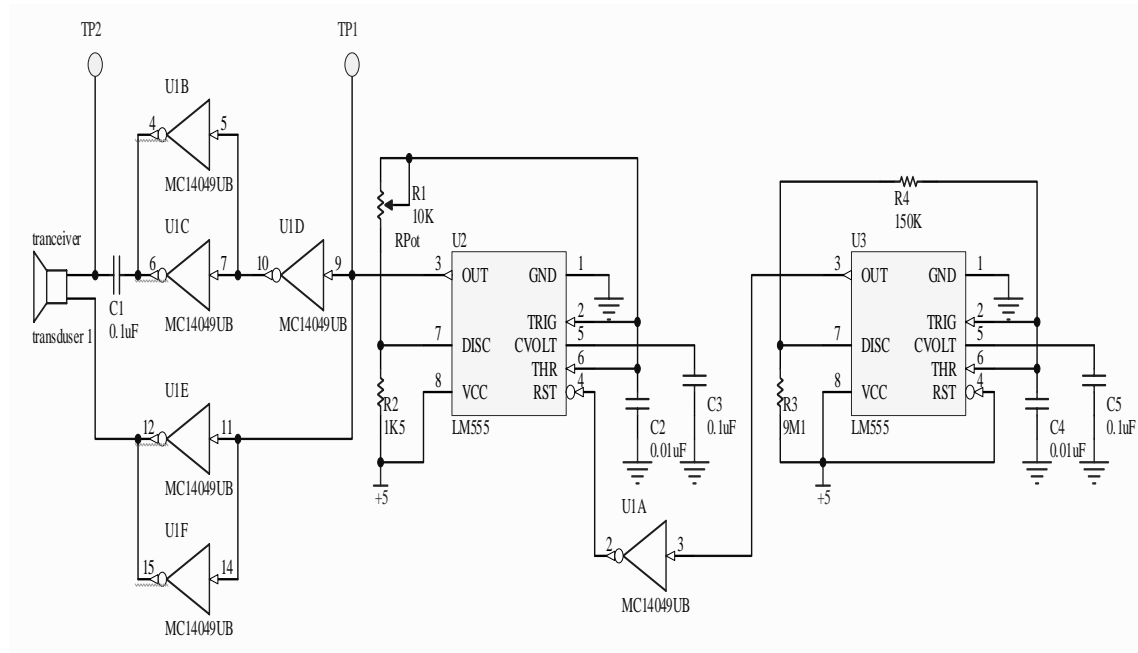 TP2
TP1
U1B
4
5
MC14049UB
U1C
6
7
MC14049UB
U1D
10
9
MC14049UB
tranceiver
transduser 1
C1
0.1uF
U1E
12
11
MC14049UB
U1F
15
14
MC14049UB
R1
10K
RPot
R2
1K5
+5
U2
3
OUT
GND
1
TRIG
2
7
DISC
CVOLT
5
THR
6
8
VCC
RST
4
LM555
C2
0.01uF
C3
0.1uF
U1A
2
3
MC14049UB
R4
150K
U3
3
OUT
GND
1
TRIG
2
7
DISC
CVOLT
5
THR
6
8
VCC
RST
4
LM555
R3
9M1
+5
C4
0.01uF
C5
0.1uF